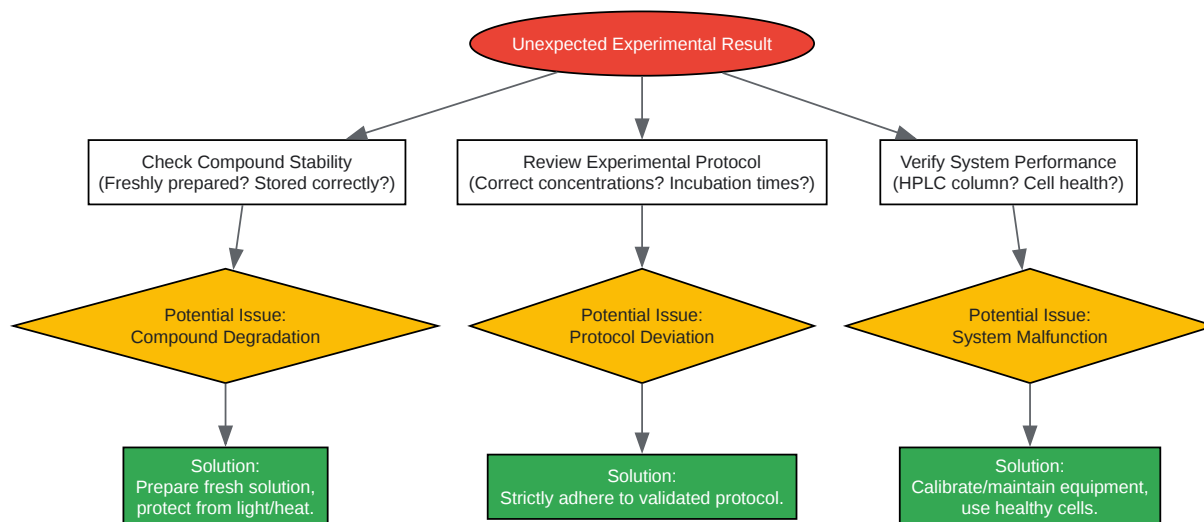 Unexpected Experimental Result
Check Compound Stability
(Freshly prepared? Stored correctly?)
Review Experimental Protocol
(Correct concentrations? Incubation times?)
Verify System Performance
(HPLC column? Cell health?)
Potential Issue:
Compound Degradation
Potential Issue:
Protocol Deviation
Potential Issue:
System Malfunction
Solution:
Prepare fresh solution,
protect from light/heat.
Solution:
Strictly adhere to validated protocol.
Solution:
Calibrate/maintain equipment,
use healthy cells.